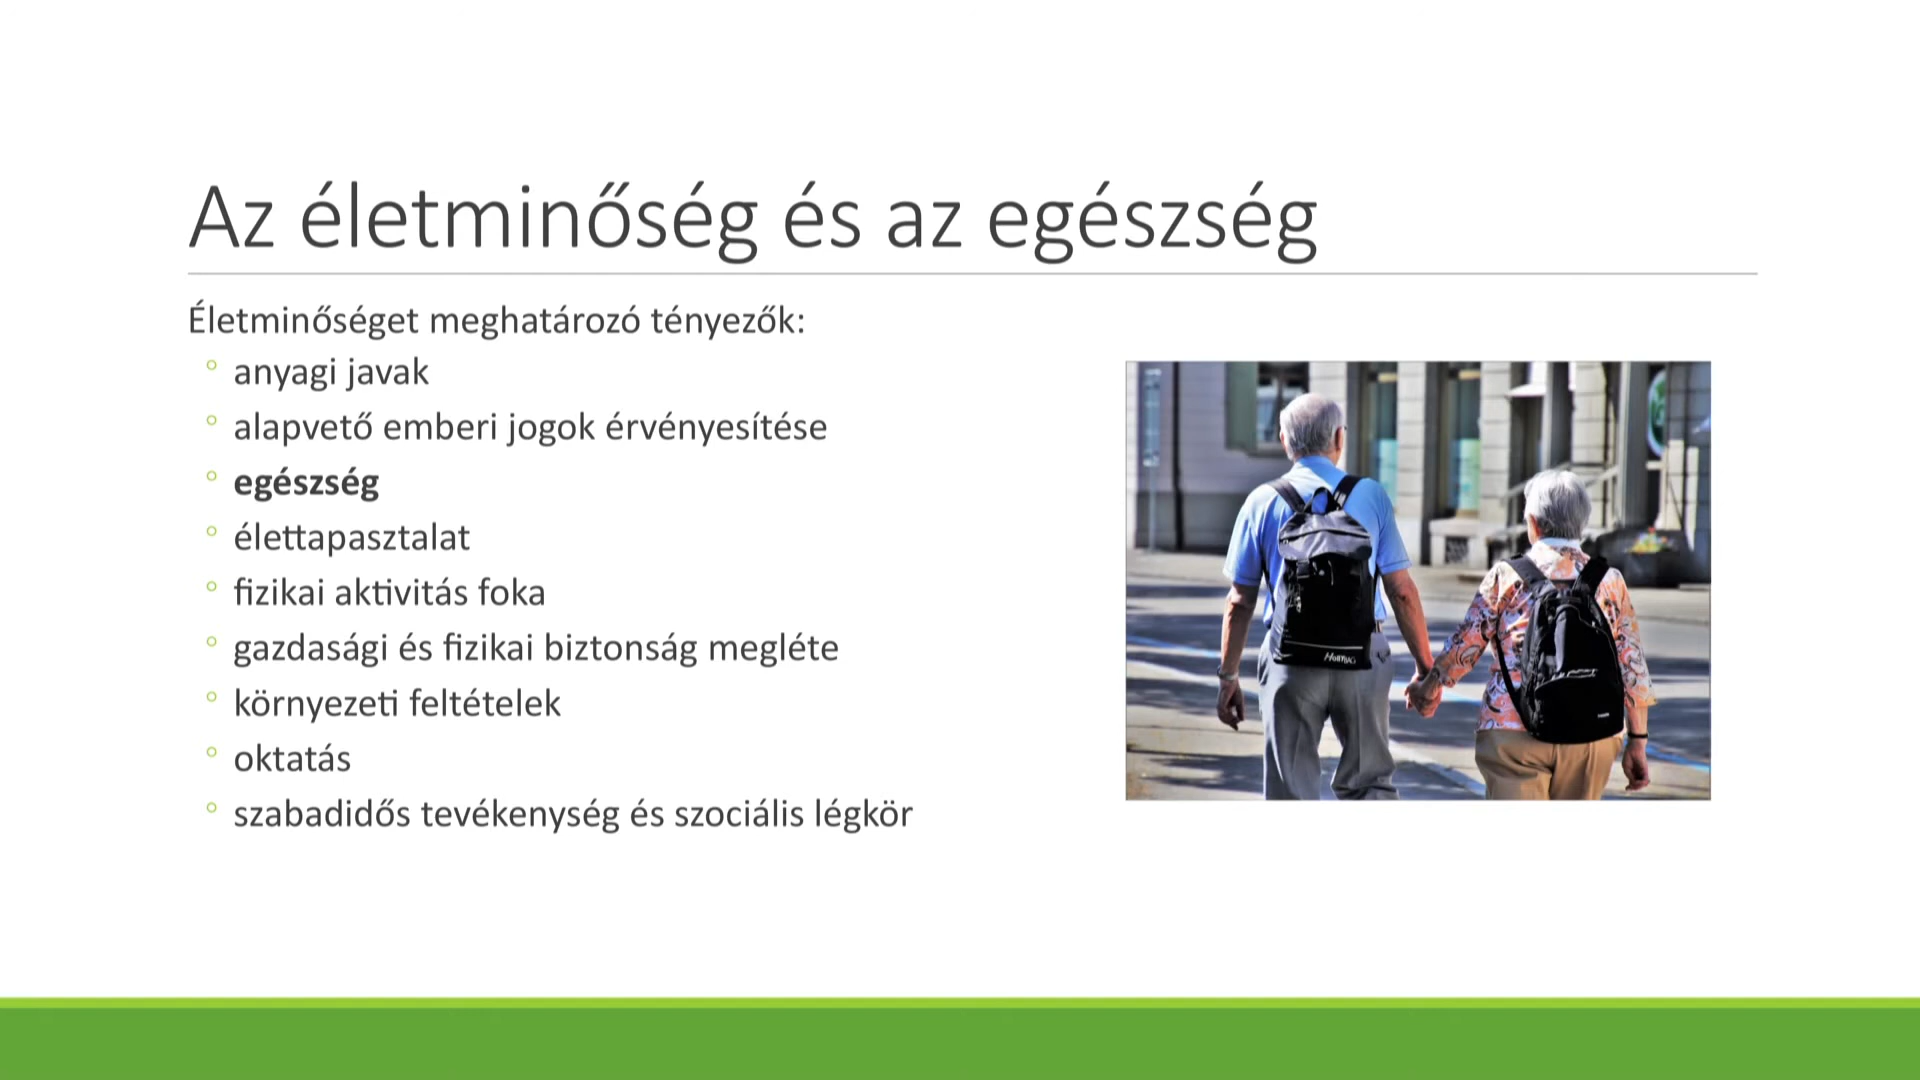 Az életminőség és az egészség
Életminőséget meghatározó tényezők:
anyagi javak
alapvető emberi jogok érvényesítése
egészség
élettapasztalat
fizikai aktivitás foka
gazdasági és fizikai biztonság megléte
környezeti feltételek
oktatás
szabadidős tevékenység és szociális légkör